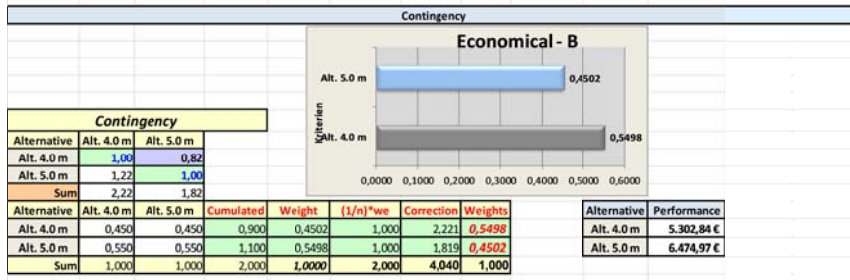 Contingency
Economical - B
Alt. 5.0 m 0,4502
Kriterien
Alt. 4.0 m 0,5498
0,0000 0,1000 0,2000 0,3000 0,4000 0,5000 0,6000
Contingency
Alternative Alt. 4.0 m Alt. 5.0 m
Alt. 4.0 m 1,00 0,82
Alt. 5.0 m 1,22 1,00
Sum 2,22 1,82
Alternative Alt. 4.0 m Alt. 5.0 m Cumulated Weight (1/n)*we Correction Weights Alternative Performance
Alt. 4.0 m 0,450 0,450 0,900 0,4502 1,000 2,221 0,5498 Alt. 4.0 m 5.302,84 €
Alt. 5.0 m 0,550 0,550 1,100 0,5498 1,000 1,819 0,4502 Alt. 5.0 m 6.474,97 €
Sum 1,000 1,000 2,000 1,0000 2,000 4,040 1,000